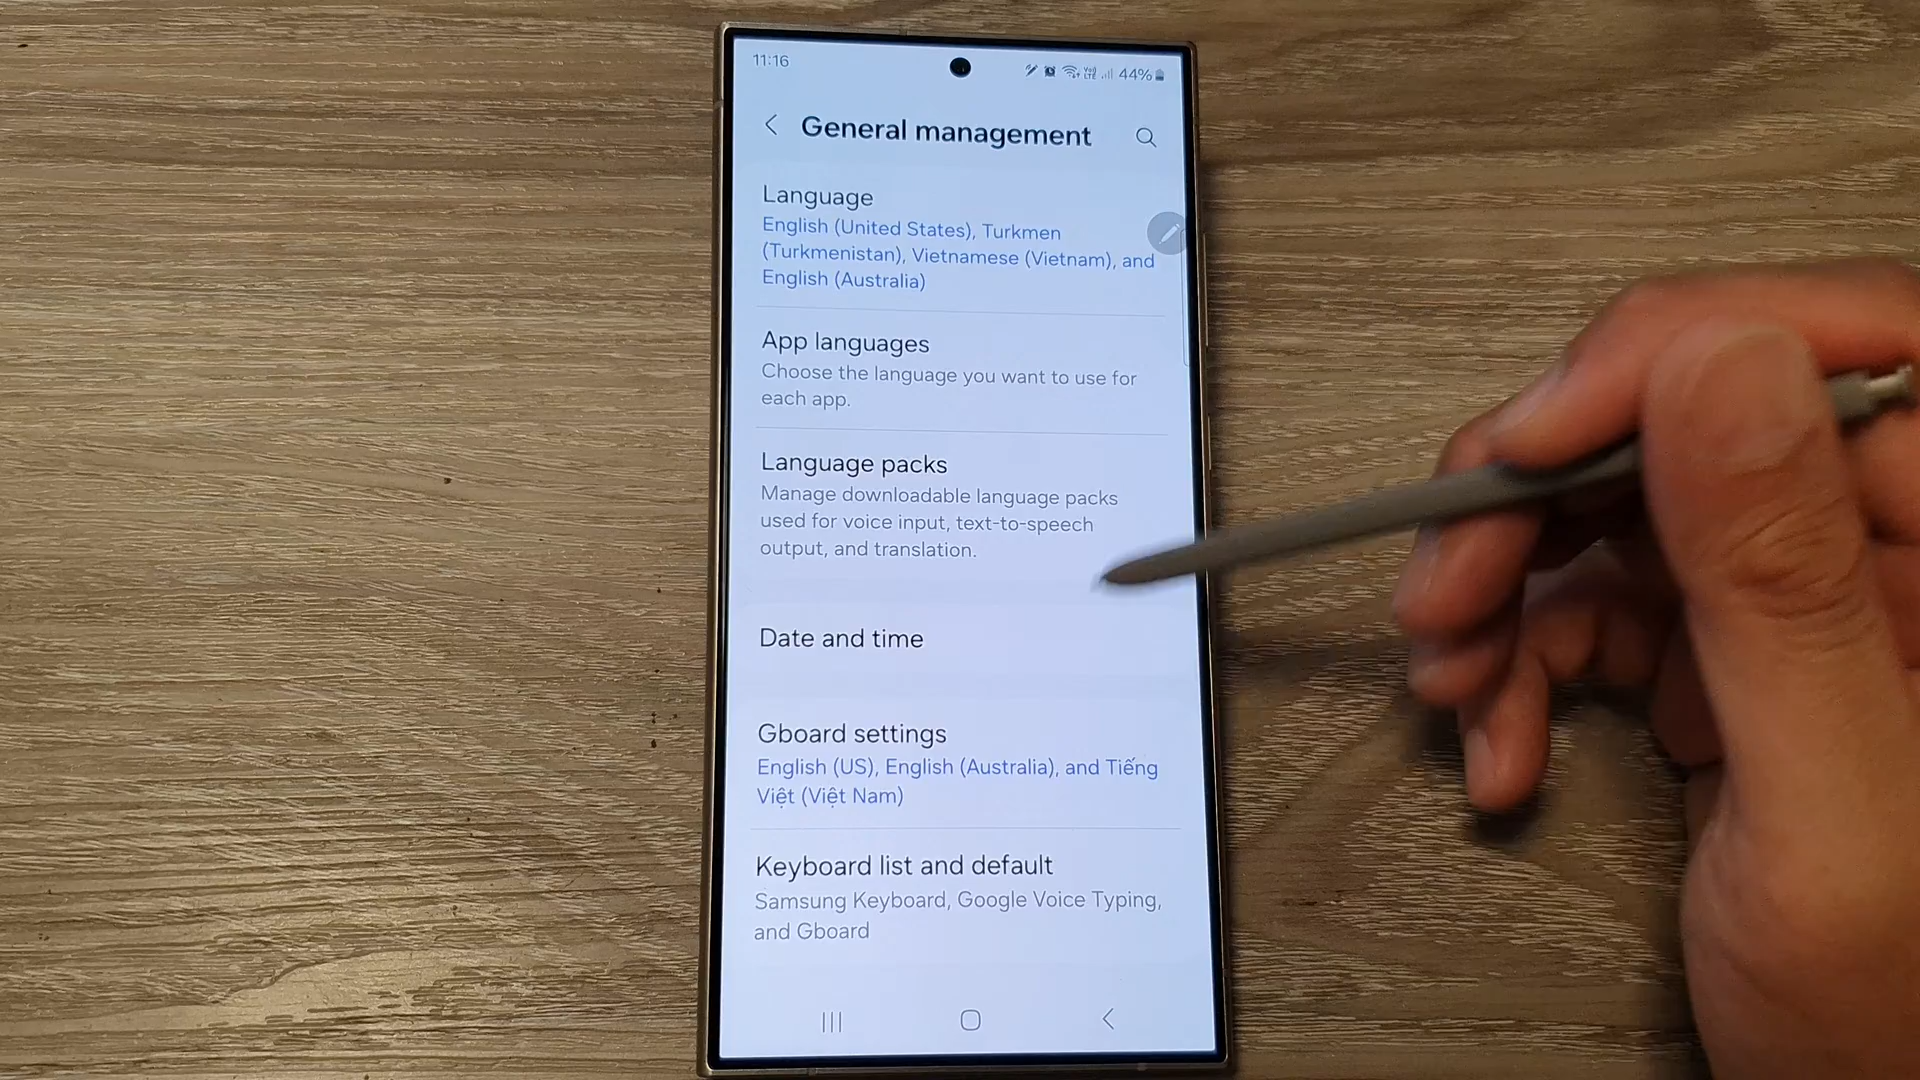 11:16
44%
General management
Language
English (United States), Turkmen
(Turkmenistan), Vietnamese (Vietnam), and
English (Australia)
App languages
Choose the language you want to use for
each app.
Language packs
Manage downloadable language packs
used for voice input, text-to-speech
output, and translation.
Date and time
Gboard settings
English (US), English (Australia), and Tiếng
Việt (Việt Nam)
Keyboard list and default
Samsung Keyboard, Google Voice Typing,
and Gboard